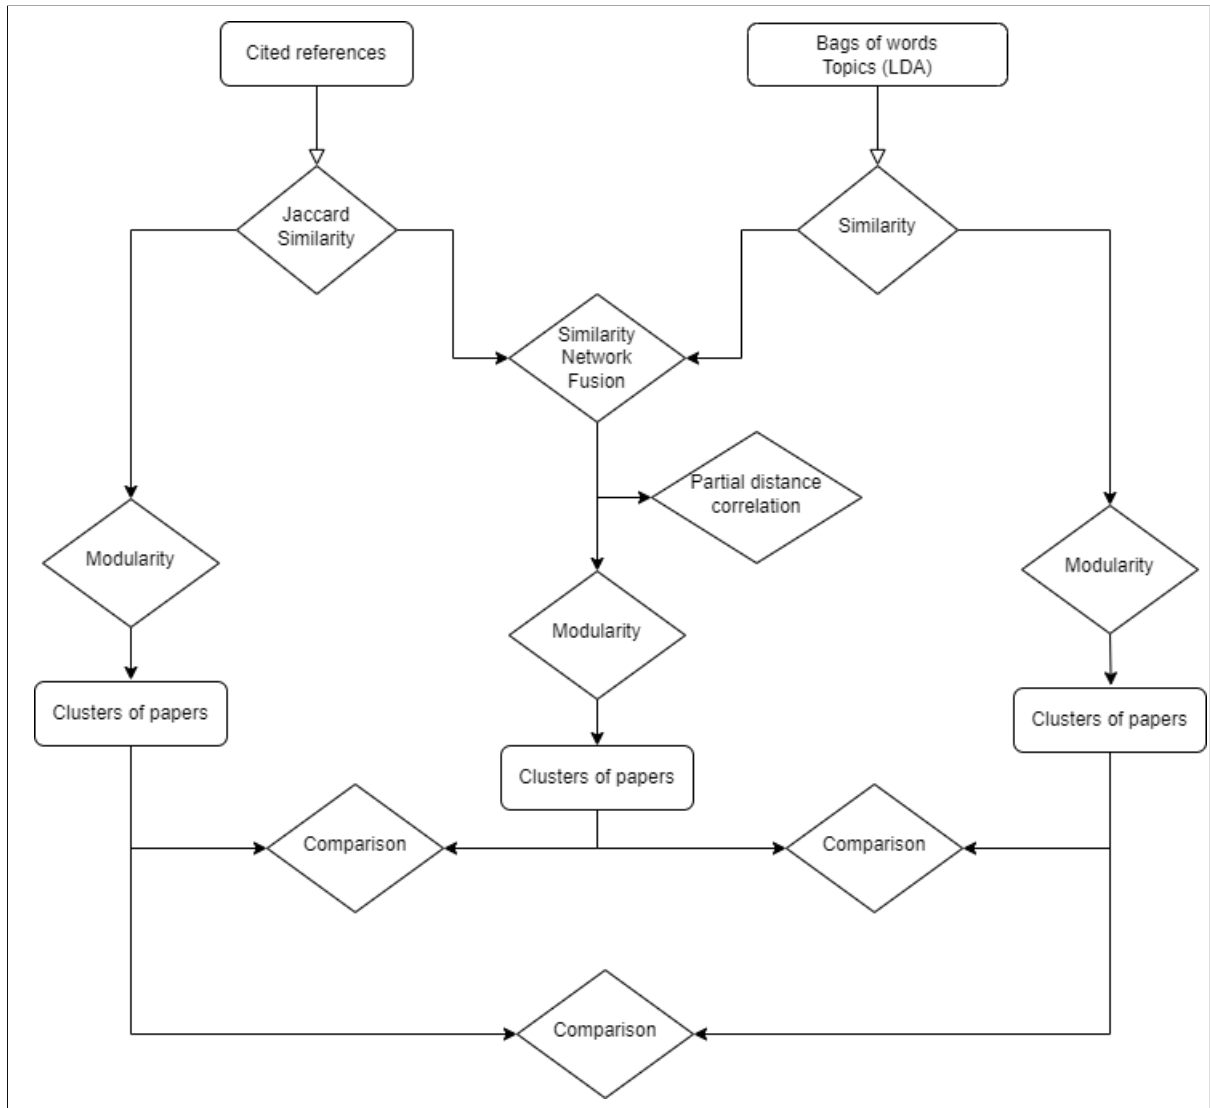 Cited references
Bags of words
Topics (LDA)
Jaccard
Similarity
Similarity
Similarity
Network
Fusion
Partial distance
correlation
Modularity
Modularity
Modularity
Clusters of papers
Clusters of papers
Clusters of papers
Comparison
Comparison
Comparison